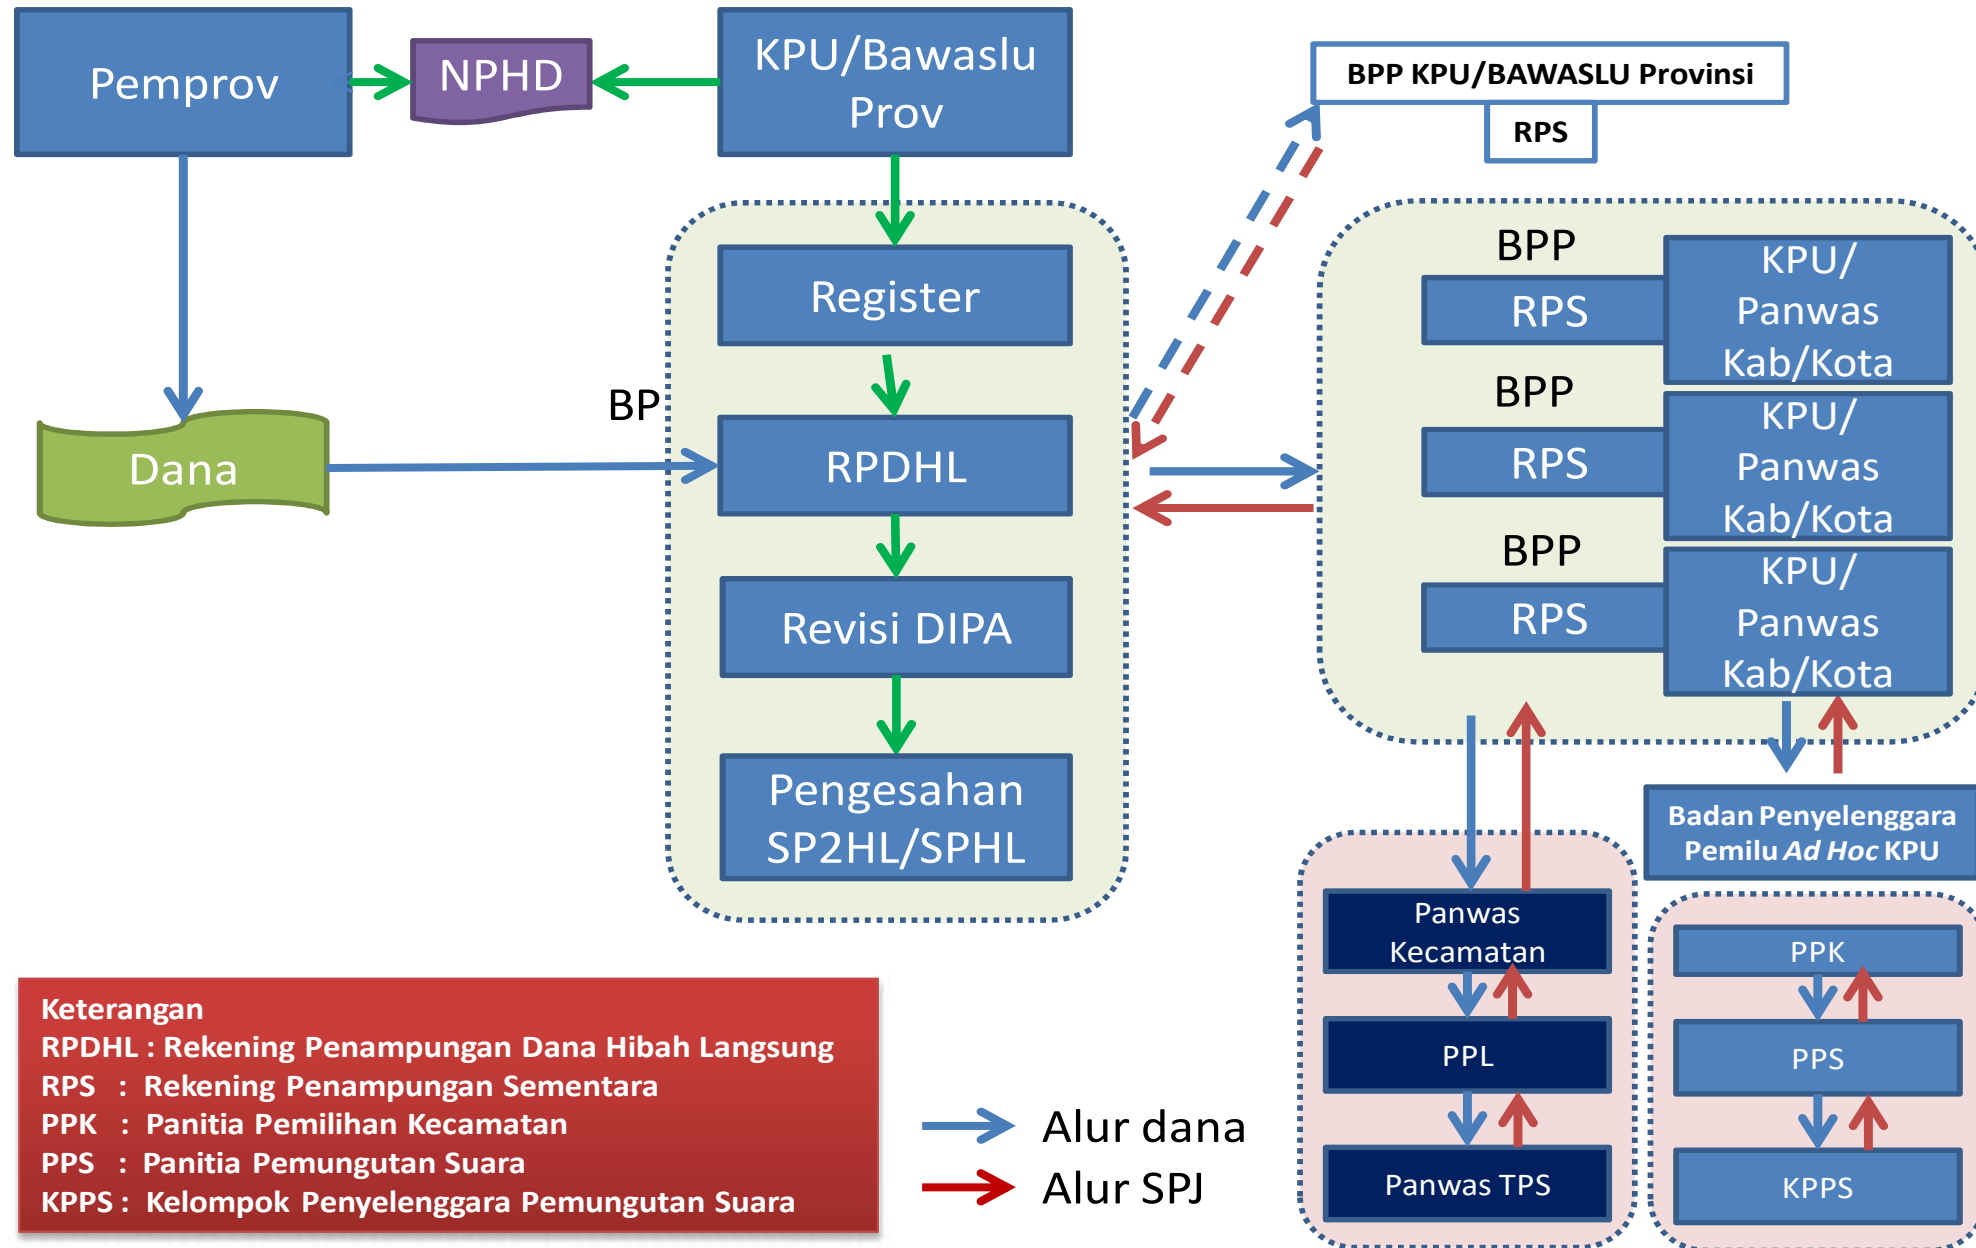 Pemprov
NPHD
KPU/Bawaslu
Prov
BPP KPU/BAWASLU Provinsi
RPS
Register
BP
RPDHL
Dana
Revisi DIPA
Pengesahan
SP2HL/SPHL
BPP
RPS
KPU/
Panwas
Kab/Kota
BPP
RPS
KPU/
Panwas
Kab/Kota
BPP
RPS
KPU/
Panwas
Kab/Kota
Badan Penyelenggara
Pemilu Ad Hoc KPU
Panwas
Kecamatan
PPL
Panwas TPS
PPK
PPS
KPPS
Keterangan
RPDHL : Rekening Penampungan Dana Hibah Langsung
RPS : Rekening Penampungan Sementara
PPK : Panitia Pemilihan Kecamatan
PPS : Panitia Pemungutan Suara
KPPS : Kelompok Penyelenggara Pemungutan Suara
Alur dana
Alur SPJ